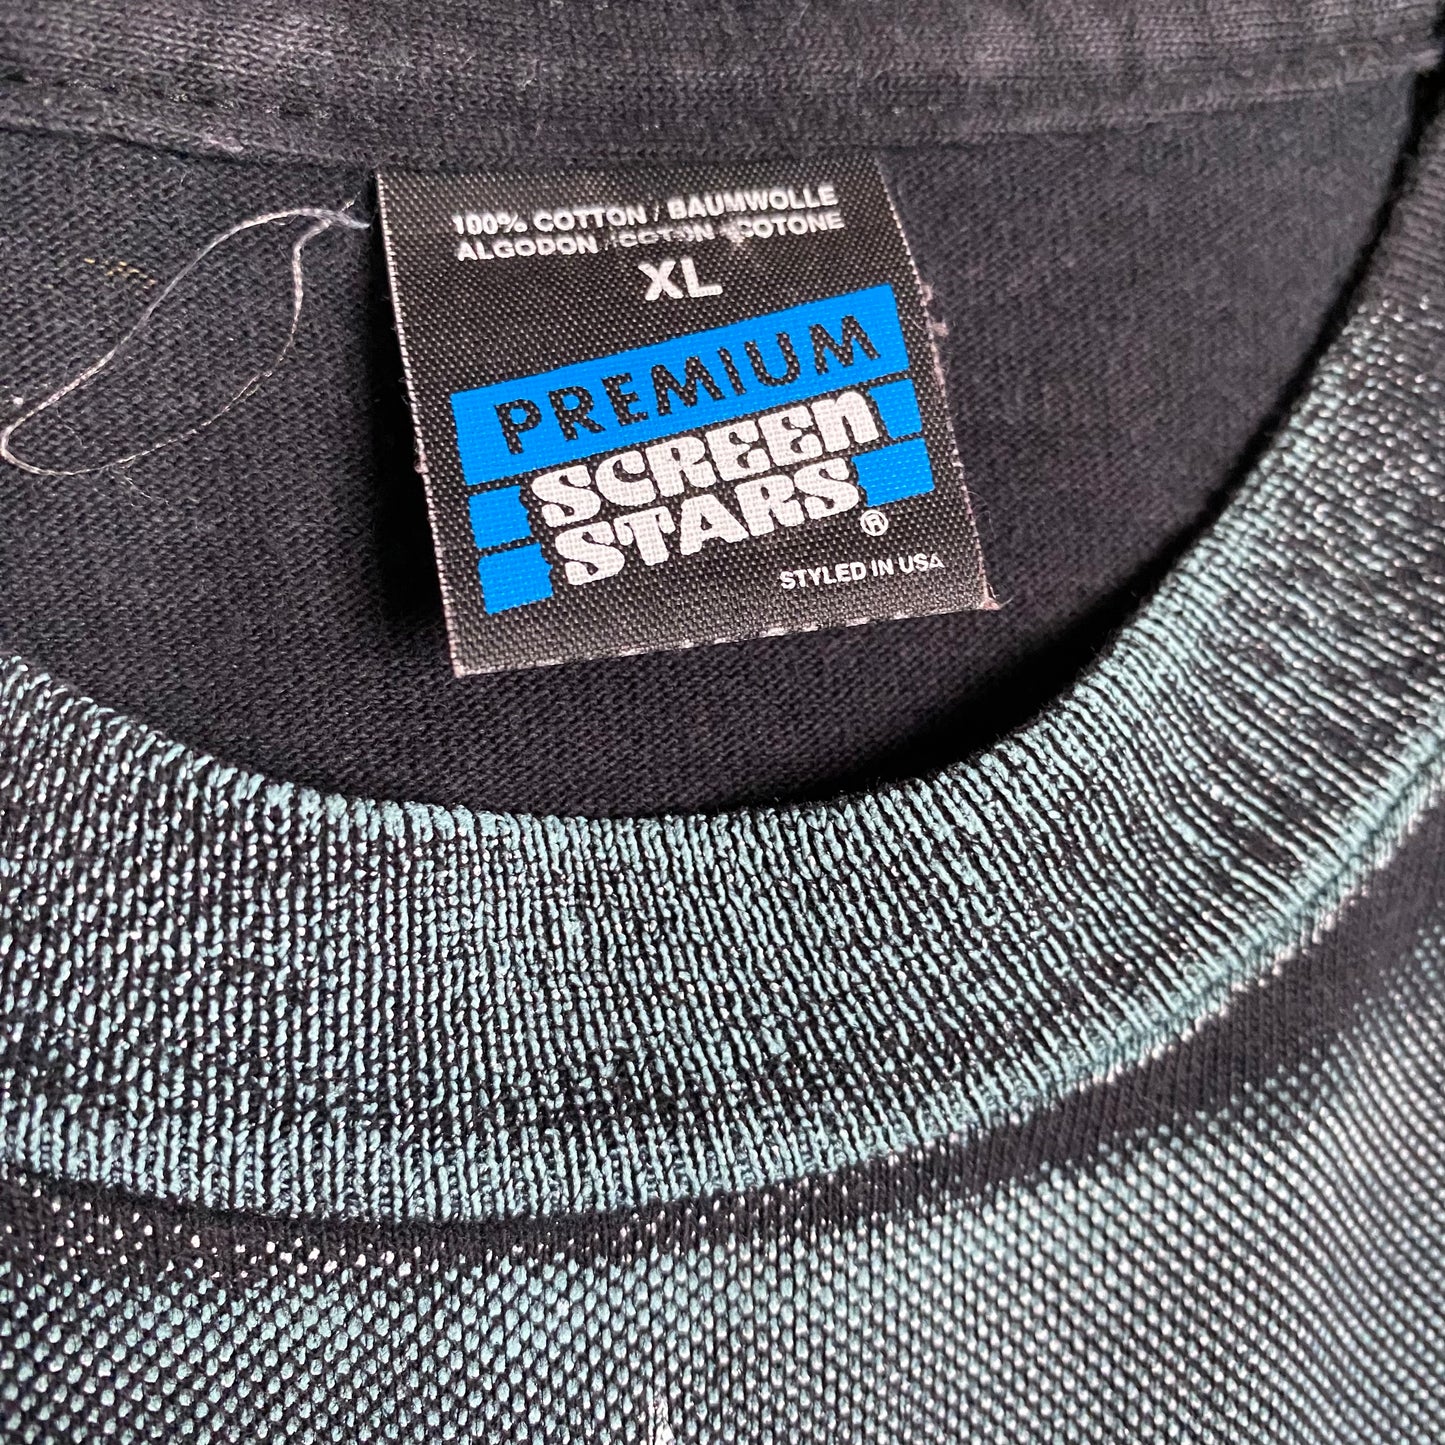 100% COTTON / BAUMWOLLE
ALGODON / COTON / COTONE
XL
PREMIUM
SCREEN
STARS®
STYLED IN USA